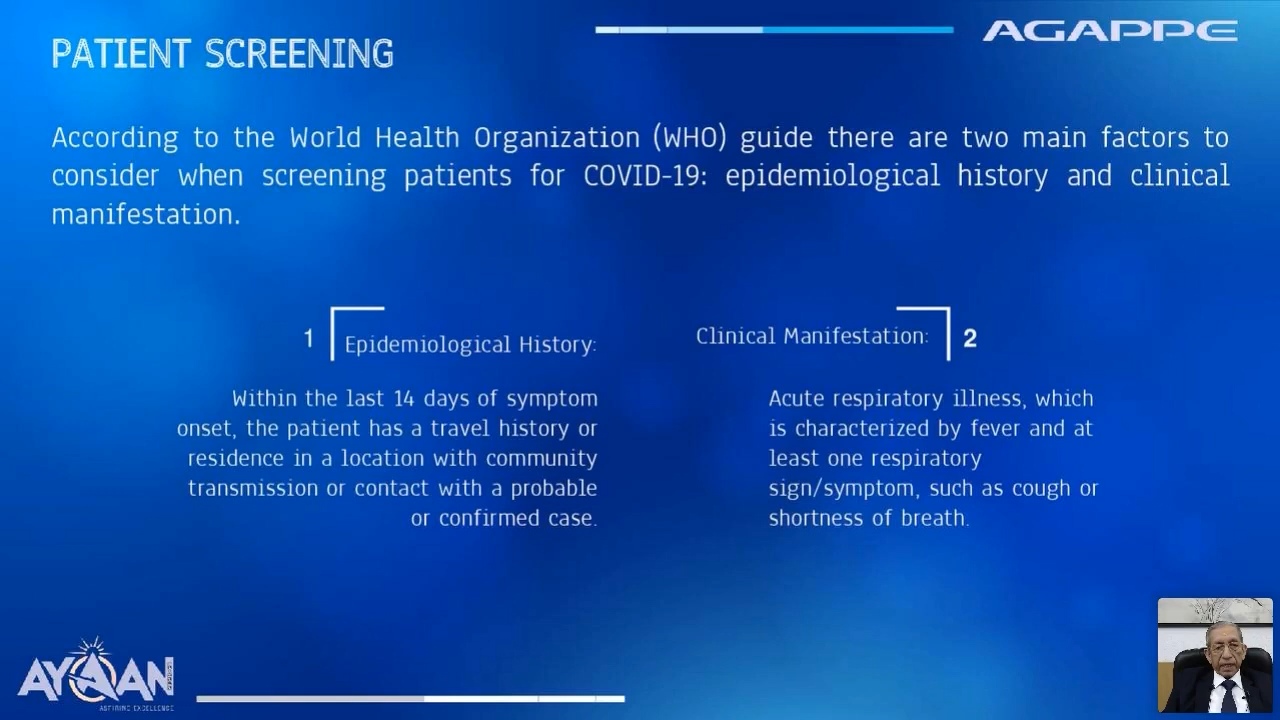 PATIENT SCREENING
AGAPPE
According to the World Health Organization (WHO) guide there are two main factors to
consider when screening patients for COVID-19: epidemiological history and clinical
manifestation.
1
Epidemiological History:
Within the last 14 days of symptom
onset, the patient has a travel history or
residence in a location with community
transmission or contact with a probable
or confirmed case.
Clinical Manifestation:
2
Acute respiratory illness, which
is characterized by fever and at
least one respiratory
sign/symptom, such as cough or
shortness of breath.
AYAAN
ASPIRING EXCELLENCE